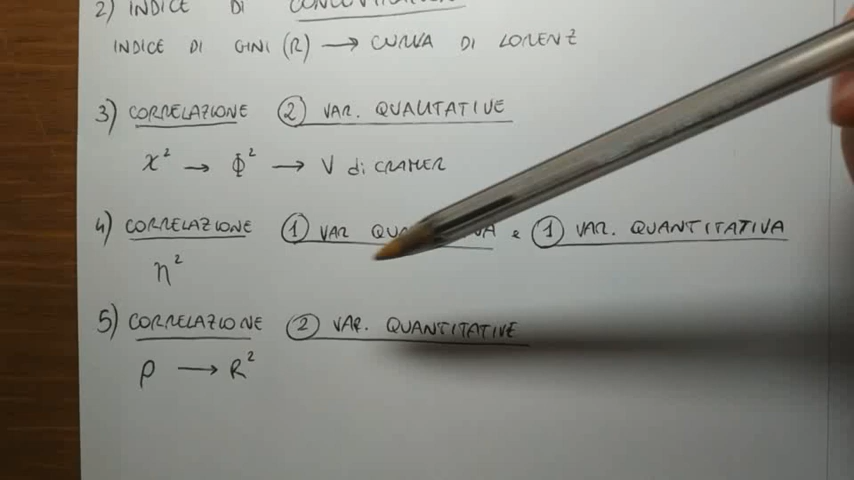 2) INDICE DI
INDICE DI GINI (R) → CURVA DI LORENZ
3) CORRELAZIONE 2 VAR. QUALITATIVE
χ² → Φ² → V di CRAMER
4) CORRELAZIONE 1 VAR e 1 VAR. QUANTITATIVA
η²
5) CORRELAZIONE 2 VAR. QUANTITATIVE
ρ → R²